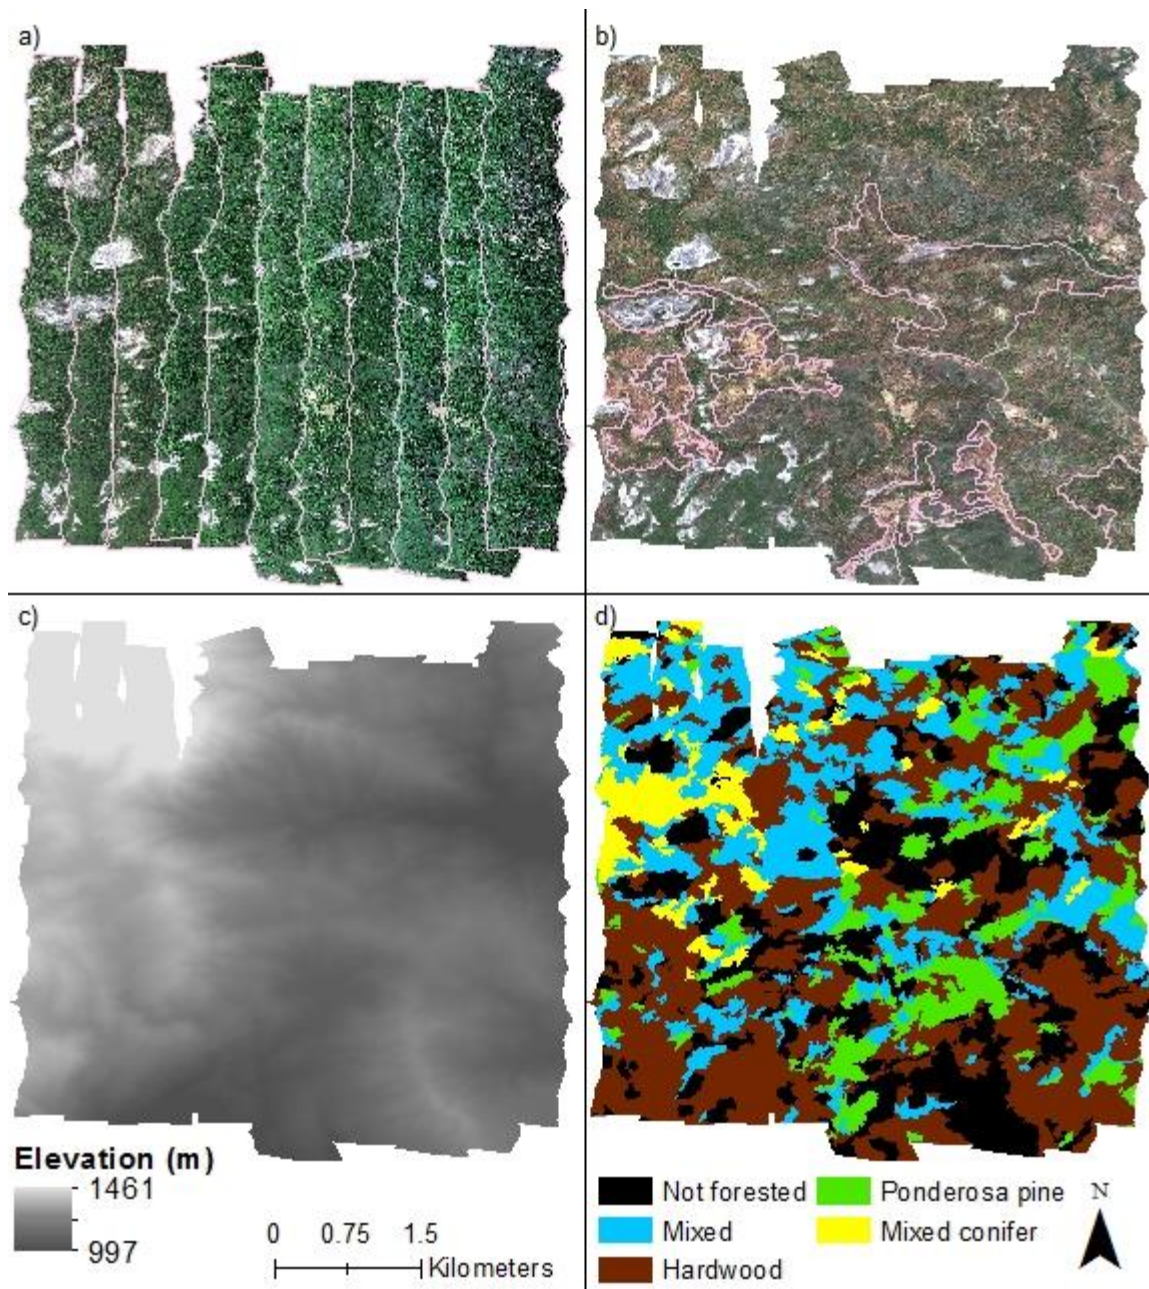 a)
b)
c)
d)
Elevation (m)
1461
997
0 0.75 1.5
Kilometers
Not forested
Ponderosa pine
Mixed
Mixed conifer
Hardwood
N